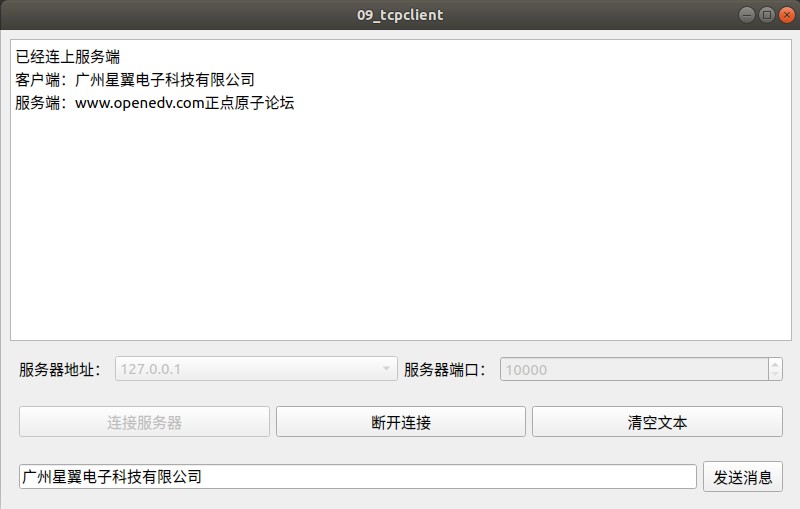 09_tcpclient
已经连上服务端
客户端：广州星翼电子科技有限公司
服务端：www.openedv.com正点原子论坛
服务器地址： 127.0.0.1 服务器端口： 10000
连接服务器 断开连接 清空文本
广州星翼电子科技有限公司 发送消息